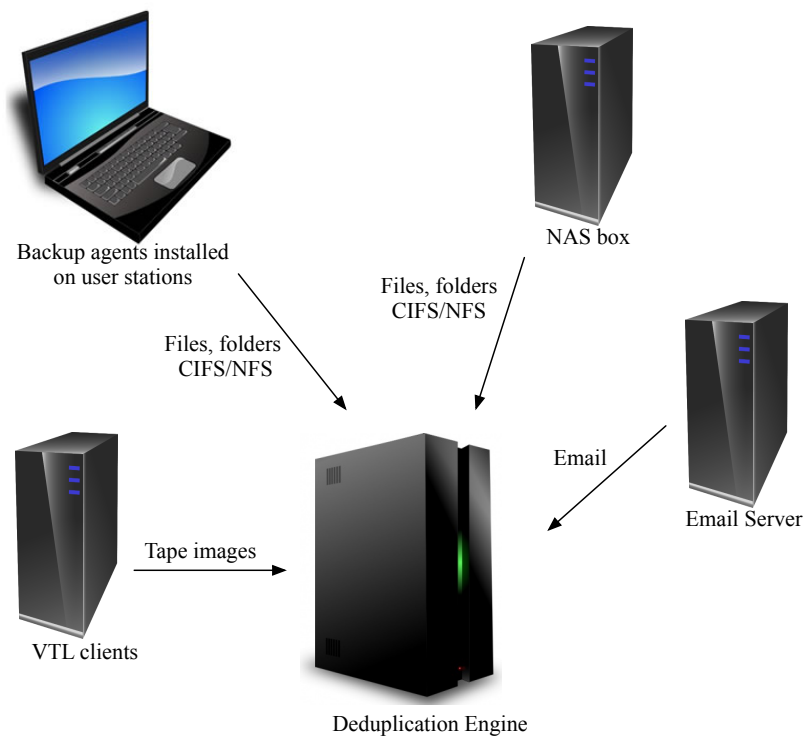 Backup agents installed
on user stations
NAS box
Files, folders
CIFS/NFS
Files, folders
CIFS/NFS
Email
Email Server
Tape images
VTL clients
Deduplication Engine